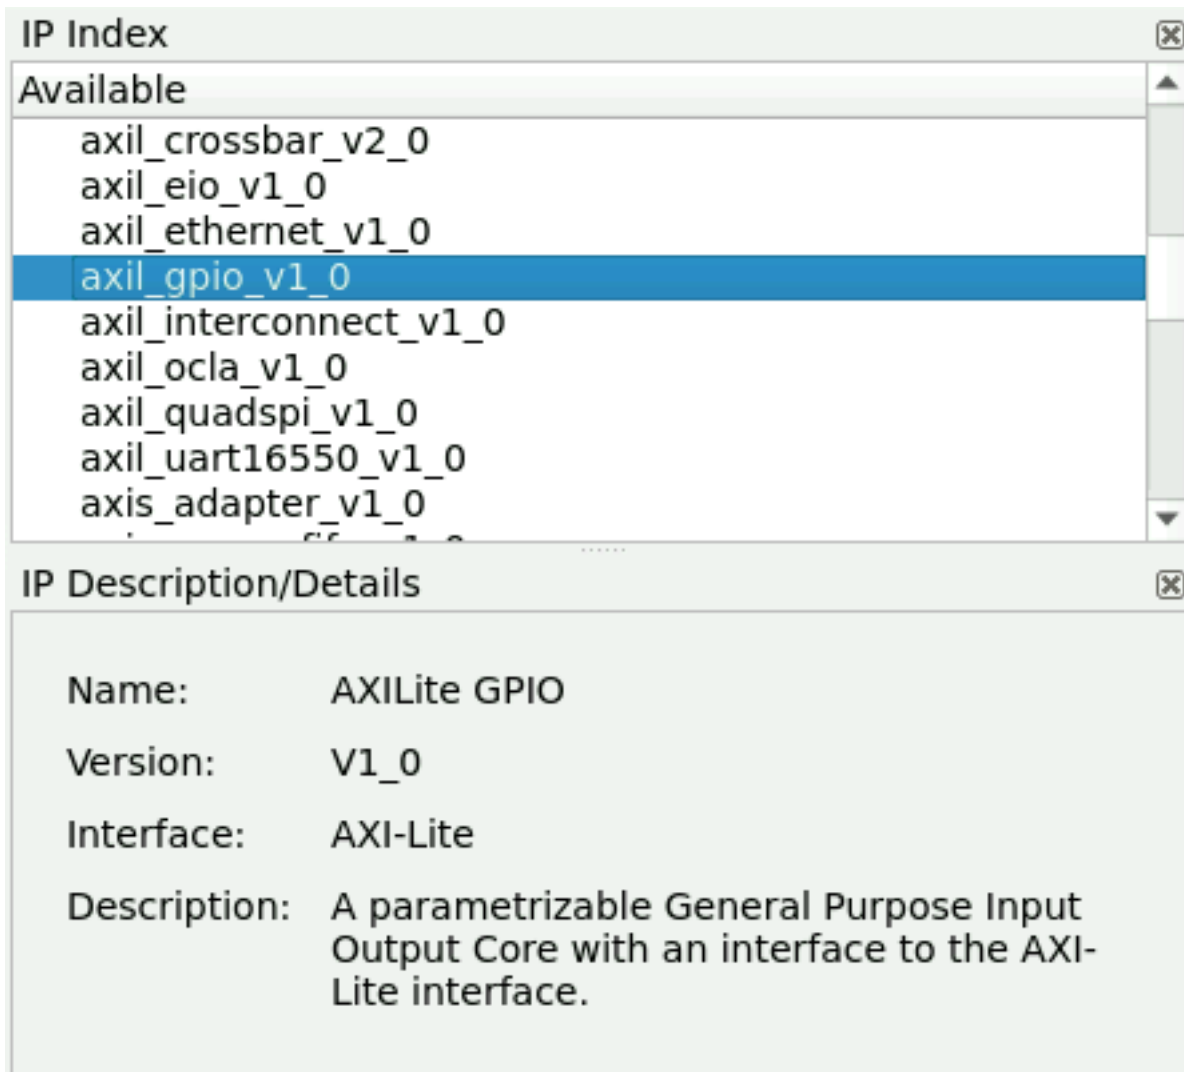 IP Index
Available
axil_crossbar_v2_0
axil_eio_v1_0
axil_ethernet_v1_0
axil_gpio_v1_0
axil_interconnect_v1_0
axil_ocla_v1_0
axil_quadspi_v1_0
axil_uart16550_v1_0
axis_adapter_v1_0
IP Description/Details
Name: AXILite GPIO
Version: V1_0
Interface: AXI-Lite
Description: A parametrizable General Purpose Input
Output Core with an interface to the AXI-
Lite interface.